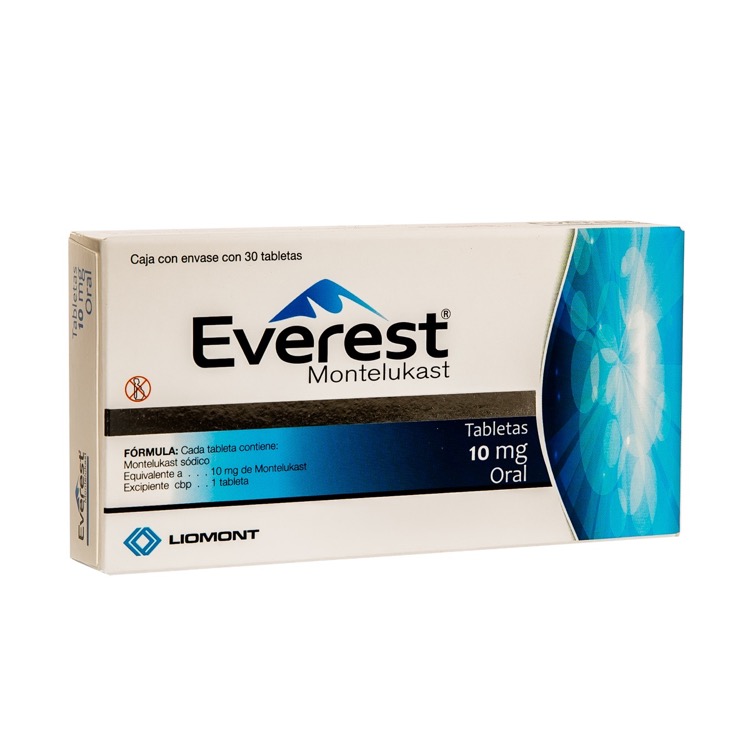 Caja con envase con 30 tabletas
Everest®
Montelukast
Tabletas
10 mg
Oral
FÓRMULA: Cada tableta contiene:
Montelukast sódico
Equivalente a . . . 10 mg de Montelukast
Excipiente cbp . . 1 tableta
LIOMONT
Tabletas
10 mg
Oral
Everest
Montelukast